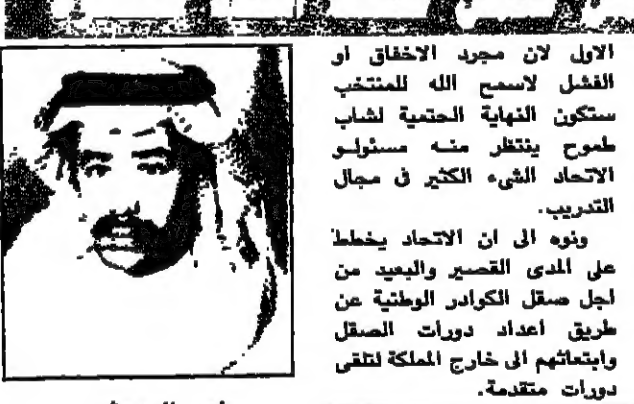 الاول لان مجرد الاخفاق او
الفشل لاسمح الله للمنتخب
ستكون النهاية الحتمية لشاب
طموح ينتظر منه مسئولو
الاتحاد الشيء الكثير في مجال
التدريب.
ونوه الى ان الاتحاد يخطط
على المدى القصير والبعيد من
اجل صقل الكوادر الوطنية عن
طريق اعداد دورات الصقل
وابتعاثهم الى خارج المملكة لتلقى
دورات متقدمة.